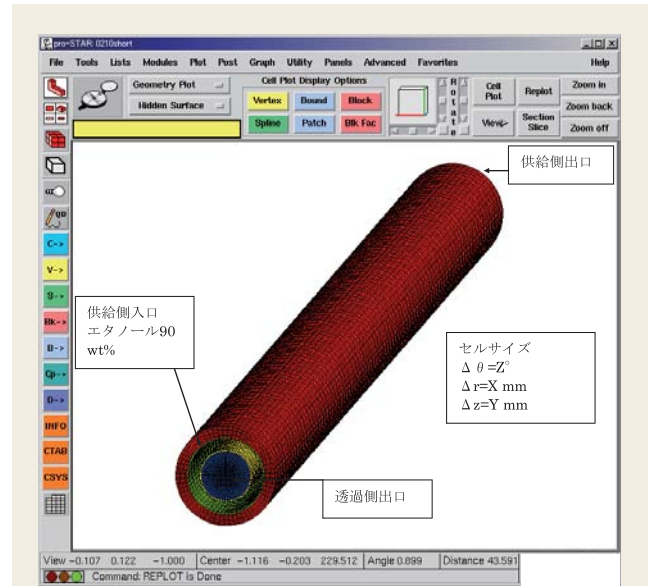 pro-STAR: 0210short
File Tools Lists Modules Plot Post Graph Utility Panels Advanced Favorites Help
Geometry Plot
Hidden Surface
Cell Plot Display Options
Vertex Bound Block
Spline Patch Blk Fac
Rotate
Cell Plot
Replot
View->
Section Slice
Zoom in
Zoom back
Zoom off
C->
V->
S->
Bk->
B->
Cp->
D->
INFO
CTAB
CSYS
供給側出口
供給側入口
エタノール90
wt%
セルサイズ
Δ θ=Z°
Δ r=X mm
Δ z=Y mm
透過側出口
View -0.107 0.122 -1.000 Center -1.116 -0.203 229.512 Angle 0.899 Distance 43.591
Command: REPLOT is Done